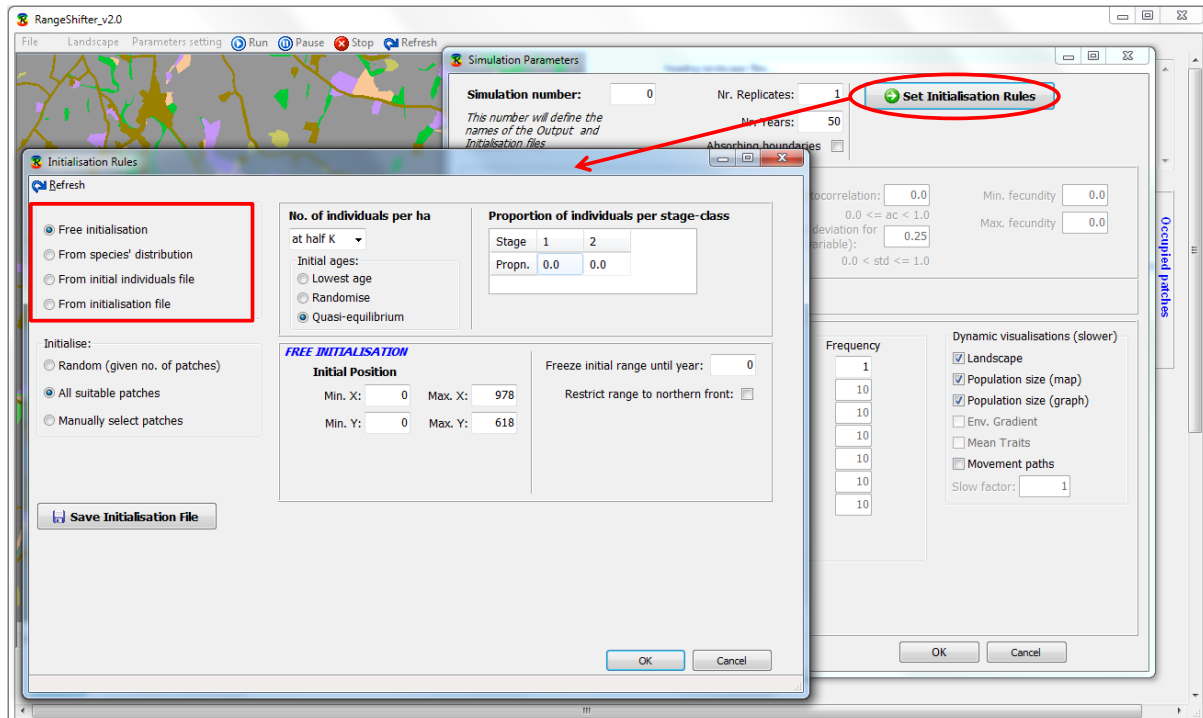 RangeShifter_v2.0
File Landscape Parameters setting Run Pause Stop Refresh
Simulation Parameters
Simulation number: 0
This number will define the
names of the Output and
Initialisation files
Nr. Replicates: 1
Nr. Years: 50
Absorbing boundaries
Set Initialisation Rules
Initialisation Rules
Refresh
Free initialisation
From species' distribution
From initial individuals file
From initialisation file
Initialise:
Random (given no. of patches)
All suitable patches
Manually select patches
Save Initialisation File
No. of individuals per ha
at half K
Initial ages:
Lowest age
Randomise
Quasi-equilibrium
Proportion of individuals per stage-class
Stage 1 2
Propn. 0.0 0.0
FREE INITIALISATION
Initial Position
Min. X: 0 Max. X: 978
Min. Y: 0 Max. Y: 618
Freeze initial range until year: 0
Restrict range to northern front:
OK Cancel
tocorrelation: 0.0
0.0 <= ac < 1.0
deviation for
ariable): 0.25
0.0 < std <= 1.0
Min. fecundity 0.0
Max. fecundity 0.0
Frequency
1
10
10
10
10
10
10
Dynamic visualisations (slower)
Landscape
Population size (map)
Population size (graph)
Env. Gradient
Mean Traits
Movement paths
Slow factor: 1
OK Cancel
Occupied patches